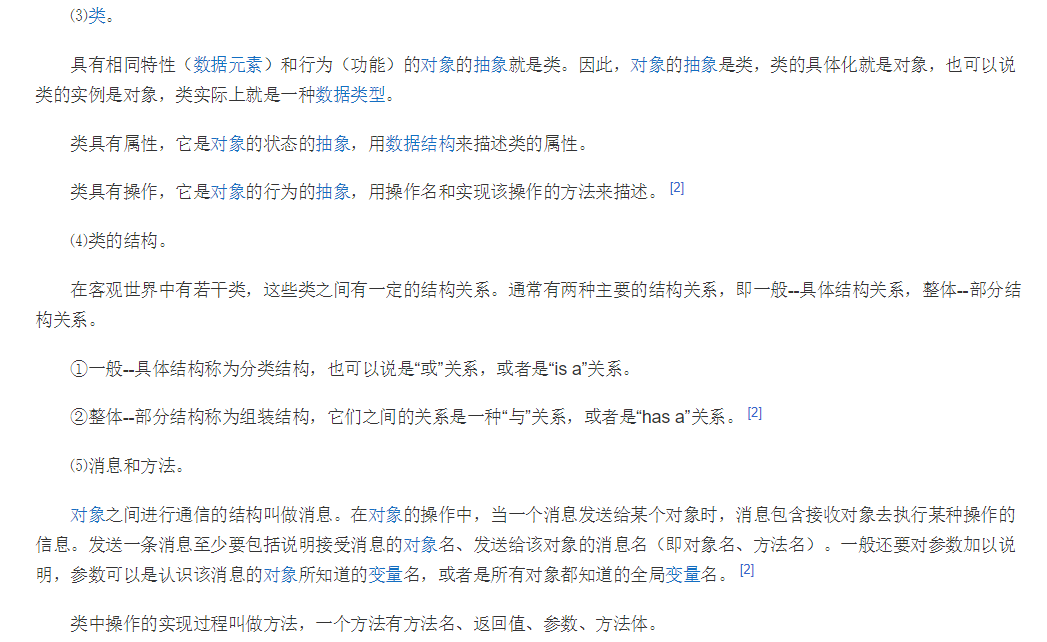 ⑶类。
具有相同特性（数据元素）和行为（功能）的对象的抽象就是类。因此，对象的抽象是类，类的具体化就是对象，也可以说
类的实例是对象，类实际上就是一种数据类型。
类具有属性，它是对象的状态的抽象，用数据结构来描述类的属性。
类具有操作，它是对象的行为的抽象，用操作名和实现该操作的方法来描述。 [2]
⑷类的结构。
在客观世界中有若干类，这些类之间有一定的结构关系。通常有两种主要的结构关系，即一般--具体结构关系，整体--部分结
构关系。
①一般--具体结构称为分类结构，也可以说是“或”关系，或者是“is a”关系。
②整体--部分结构称为组装结构，它们之间的关系是一种“与”关系，或者是“has a”关系。 [2]
⑸消息和方法。
对象之间进行通信的结构叫做消息。在对象的操作中，当一个消息发送给某个对象时，消息包含接收对象去执行某种操作的
信息。发送一条消息至少要包括说明接受消息的对象名、发送给该对象的消息名（即对象名、方法名）。一般还要对参数加以说
明，参数可以是认识该消息的对象所知道的变量名，或者是所有对象都知道的全局变量名。 [2]
类中操作的实现过程叫做方法，一个方法有方法名、返回值、参数、方法体。